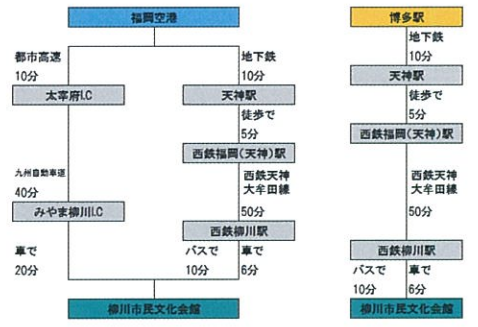 福岡空港
都市高速
10分
地下鉄
10分
太宰府I.C
天神駅
徒歩で
5分
西鉄福岡(天神)駅
九州自動車道
40分
西鉄天神
大牟田線
50分
みやま柳川I.C
西鉄柳川駅
車で
20分
バスで
10分
車で
6分
柳川市民文化会館
博多駅
地下鉄
10分
天神駅
徒歩で
5分
西鉄福岡(天神)駅
西鉄天神
大牟田線
50分
西鉄柳川駅
バスで
10分
車で
6分
柳川市民文化会館